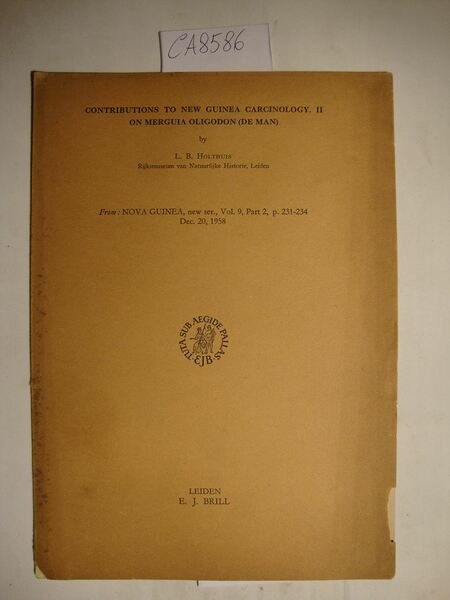 CA8586
CONTRIBUTIONS TO NEW GUINEA CARCINOLOGY. II
ON MERGUIA OLIGODON (DE MAN)
by
L. B. HOLTHUIS
Rijksmuseum van Natuurlijke Historie, Leiden
From: NOVA GUINEA, new ser., Vol. 9, Part 2, p. 231-234
Dec. 20, 1958
TUTA SUB AEGIDE PALLAS
·EJB·
LEIDEN
E. J. BRILL